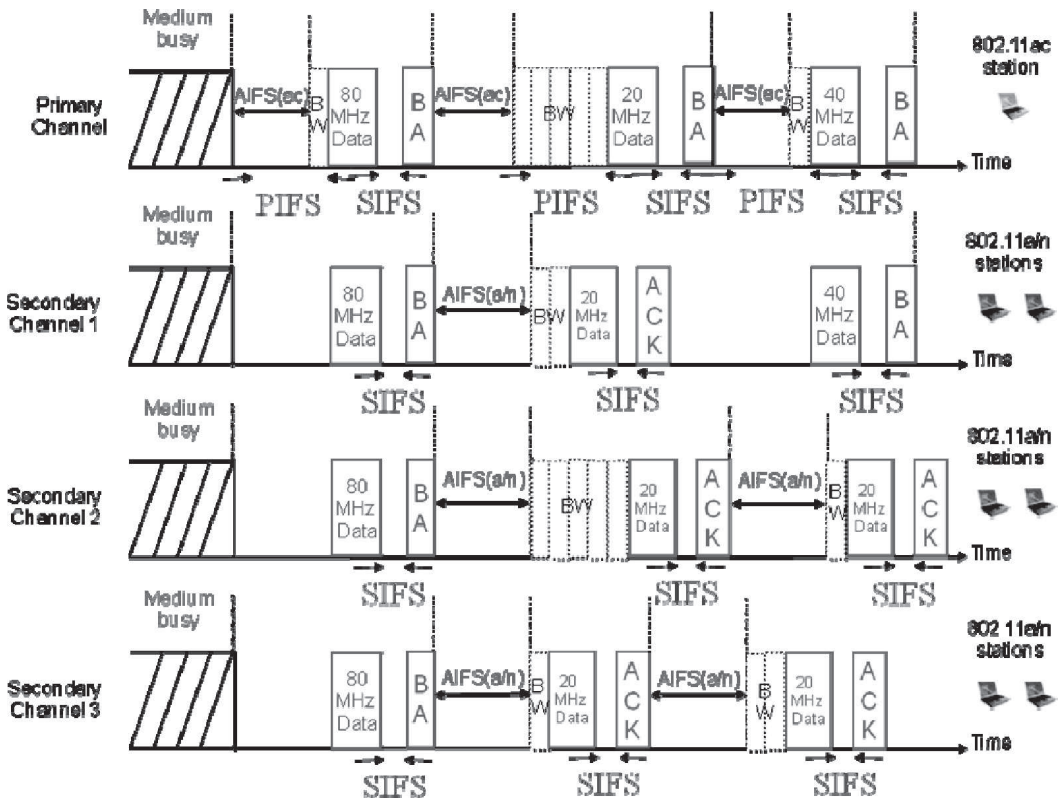 Medium
busy
802.11ac
station
Primary
Channel
AIFS(ac)
B
W
80
MHz
Data
B
A
AIFS(ac)
BW
20
MHz
Data
B
A
AIFS(ac)
B
W
40
MHz
Data
B
A
Time
PIFS
SIFS
PIFS
SIFS
PIFS
SIFS
Medium
busy
802.11a/n
stations
Secondary
Channel 1
80
MHz
Data
B
A
AIFS(a/n)
BW
20
MHz
Data
A
C
K
40
MHz
Data
B
A
Time
SIFS
SIFS
SIFS
Medium
busy
802.11a/n
stations
Secondary
Channel 2
80
MHz
Data
B
A
AIFS(a/n)
BW
20
MHz
Data
A
C
K
AIFS(a/n)
B
W
20
MHz
Data
A
C
K
Time
SIFS
SIFS
SIFS
Medium
busy
802.11a/n
stations
Secondary
Channel 3
80
MHz
Data
B
A
AIFS(a/n)
B
W
20
MHz
Data
A
C
K
AIFS(a/n)
B
W
20
MHz
Data
A
C
K
Time
SIFS
SIFS
SIFS